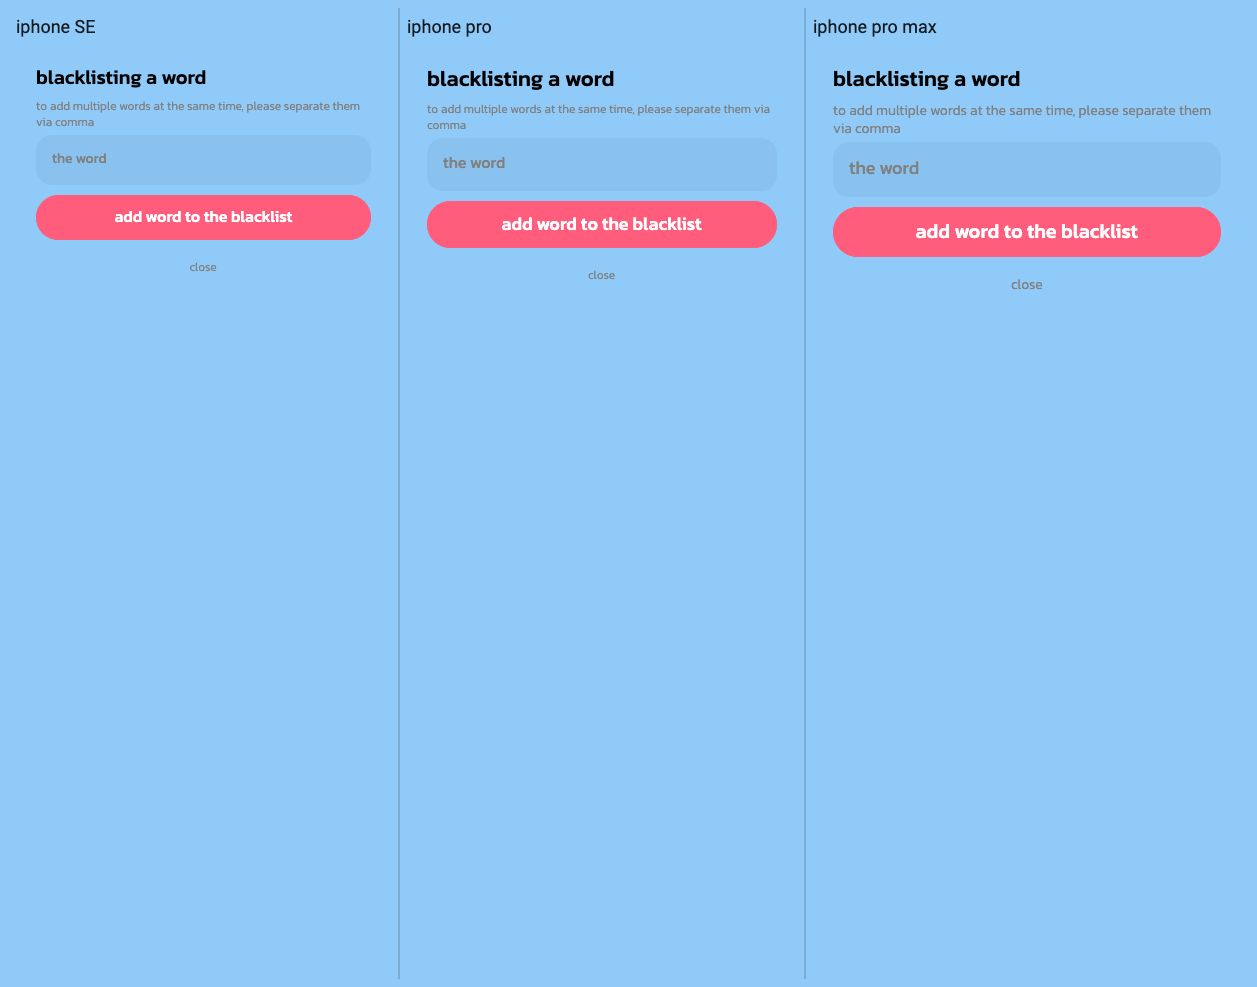 iphone SE
blacklisting a word
to add multiple words at the same time, please separate them
via comma
the word
add word to the blacklist
close
iphone pro
blacklisting a word
to add multiple words at the same time, please separate them via
comma
the word
add word to the blacklist
close
iphone pro max
blacklisting a word
to add multiple words at the same time, please separate them
via comma
the word
add word to the blacklist
close